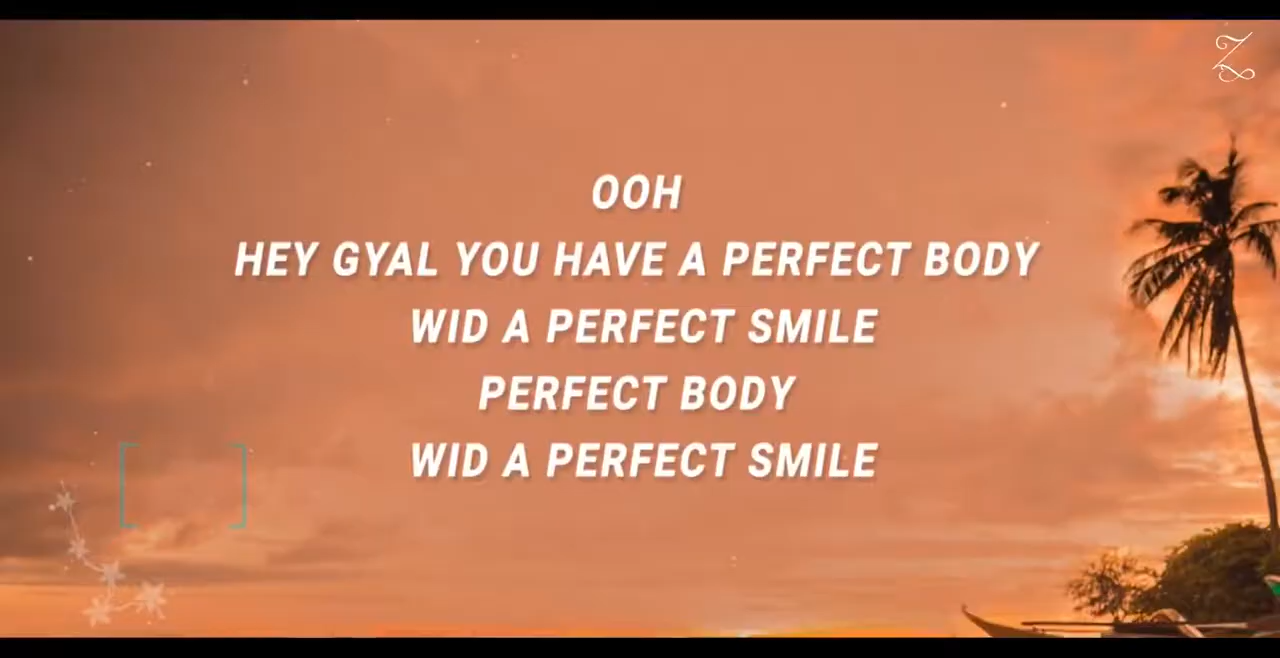 Z
OOH
HEY GYAL YOU HAVE A PERFECT BODY
WID A PERFECT SMILE
PERFECT BODY
WID A PERFECT SMILE